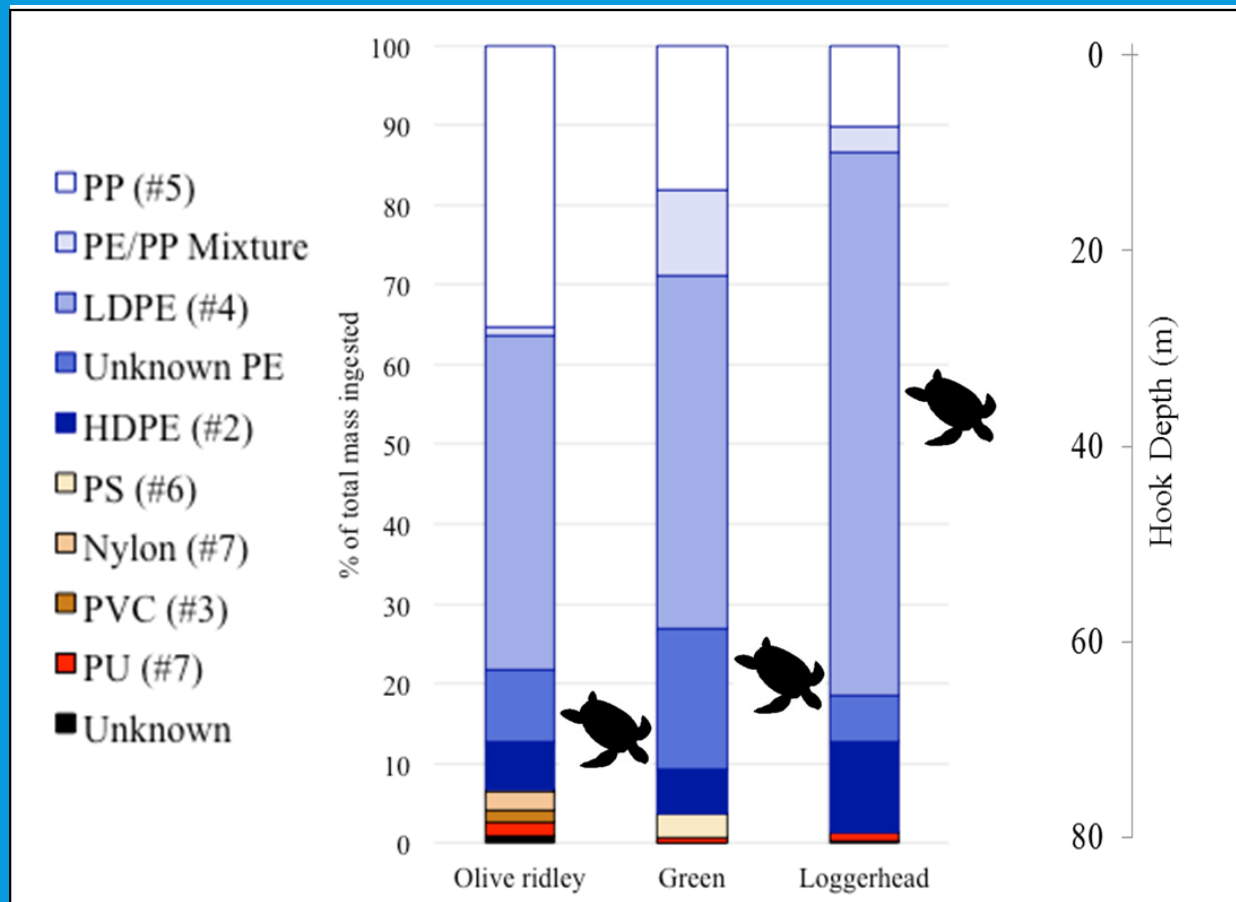 PP (#5)
PE/PP Mixture
LDPE (#4)
Unknown PE
HDPE (#2)
PS (#6)
Nylon (#7)
PVC (#3)
PU (#7)
Unknown
% of total mass ingested
100
90
80
70
60
50
40
30
20
10
0
Olive ridley
Green
Loggerhead
0
20
40
60
80
Hook Depth (m)